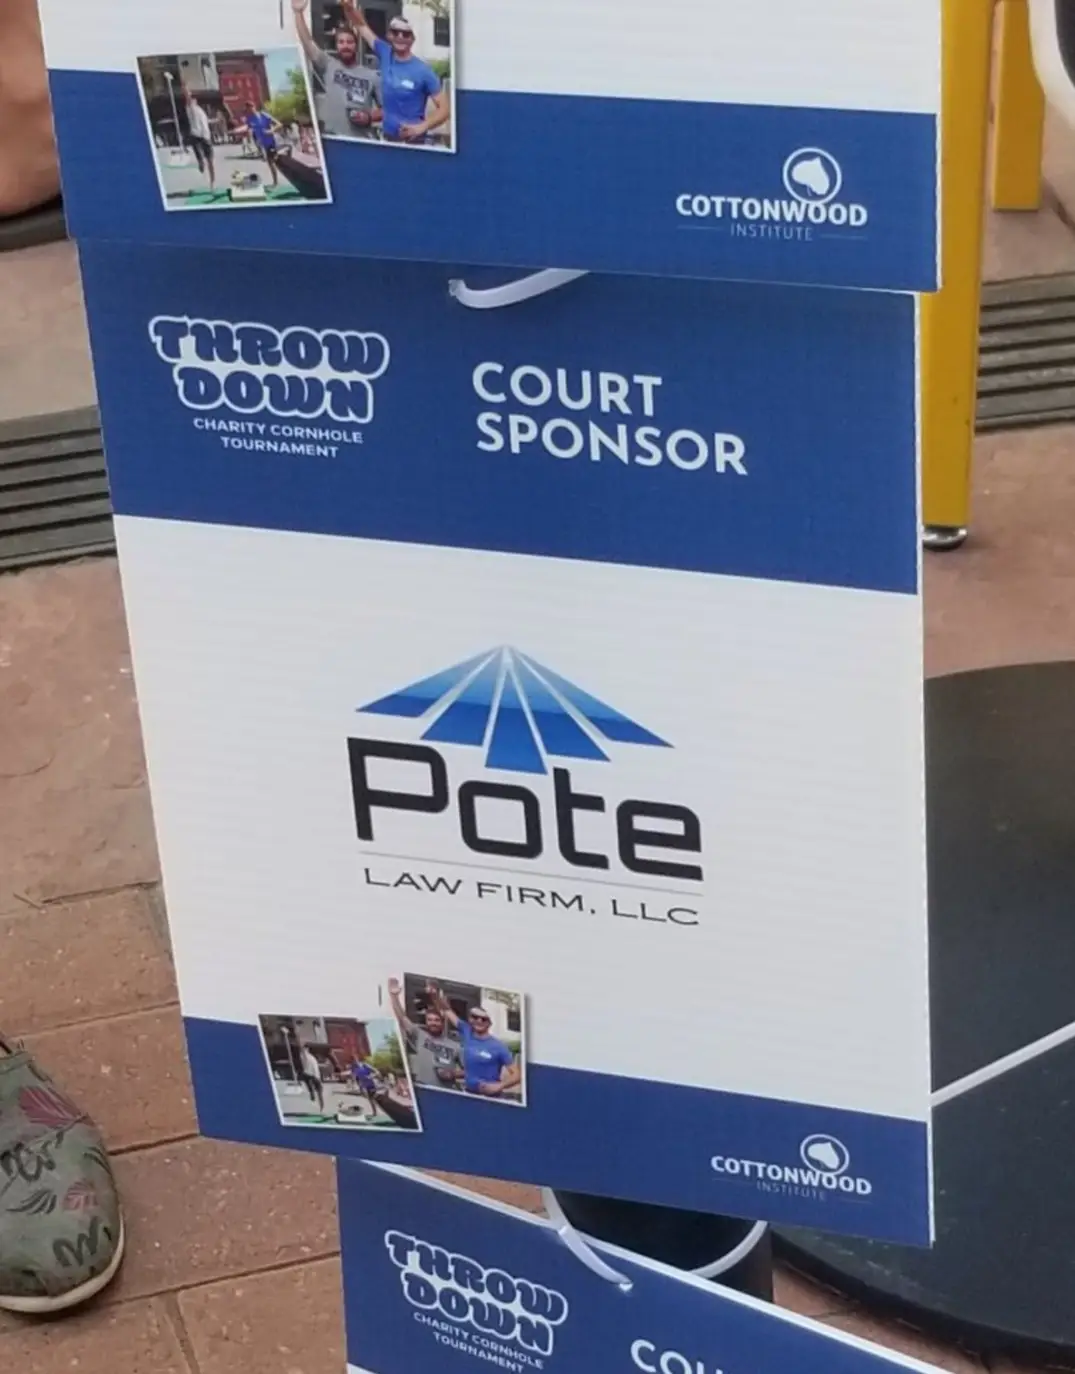 COTTONWOOD
INSTITUTE
THROW
DOWN
CHARITY CORNHOLE
TOURNAMENT
COURT
SPONSOR
Pote
LAW FIRM, LLC
COTTONWOOD
INSTITUTE
THROW
DOWN
CHARITY CORNHOLE
TOURNAMENT
COU